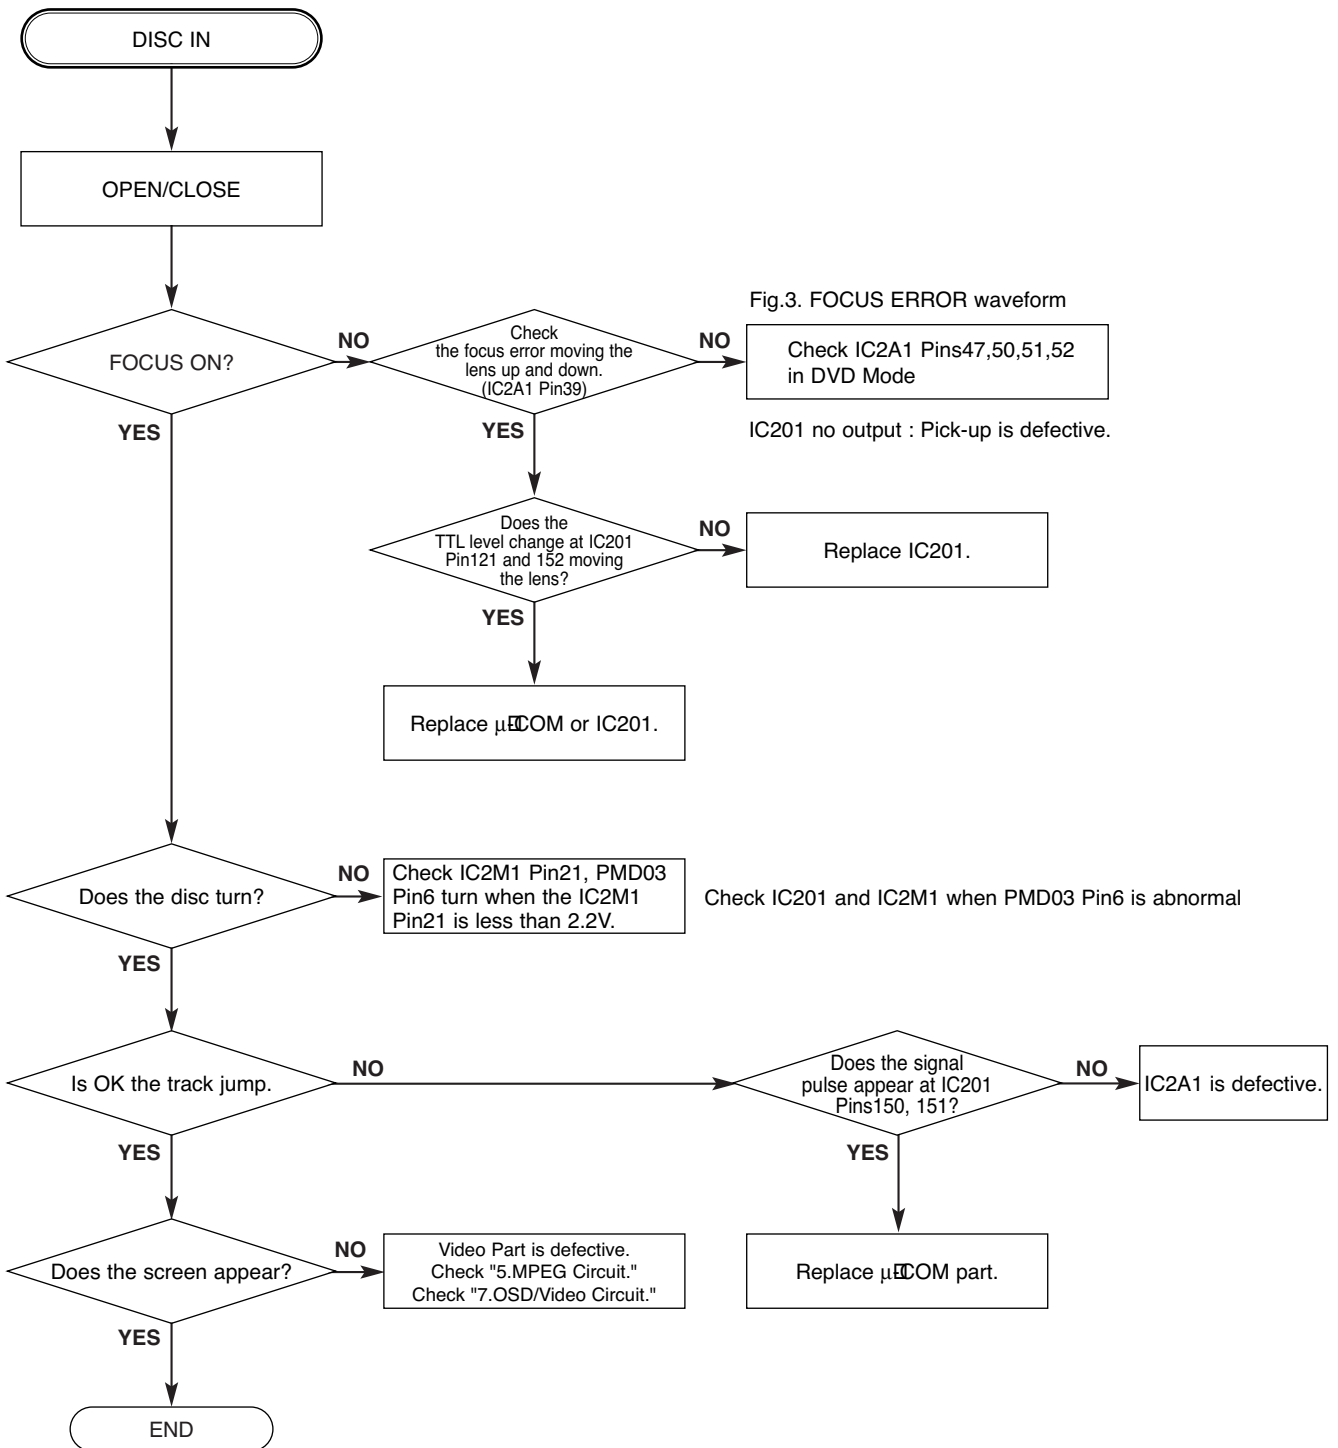 DISC IN
OPEN/CLOSE
Fig.3. FOCUS ERROR waveform
FOCUS ON?
NO
Check
the focus error moving the
lens up and down.
(IC2A1 Pin39)
NO
Check IC2A1 Pins47,50,51,52
in DVD Mode
YES
YES
IC201 no output : Pick-up is defective.
Does the
TTL level change at IC201
Pin121 and 152 moving
the lens?
NO
Replace IC201.
YES
Replace μ-COM or IC201.
Does the disc turn?
NO
Check IC2M1 Pin21, PMD03
Pin6 turn when the IC2M1
Pin21 is less than 2.2V.
Check IC201 and IC2M1 when PMD03 Pin6 is abnormal
YES
Is OK the track jump.
NO
Does the signal
pulse appear at IC201
Pins150, 151?
NO
IC2A1 is defective.
YES
YES
Does the screen appear?
NO
Video Part is defective.
Check "5.MPEG Circuit."
Check "7.OSD/Video Circuit."
Replace μ-COM part.
YES
END